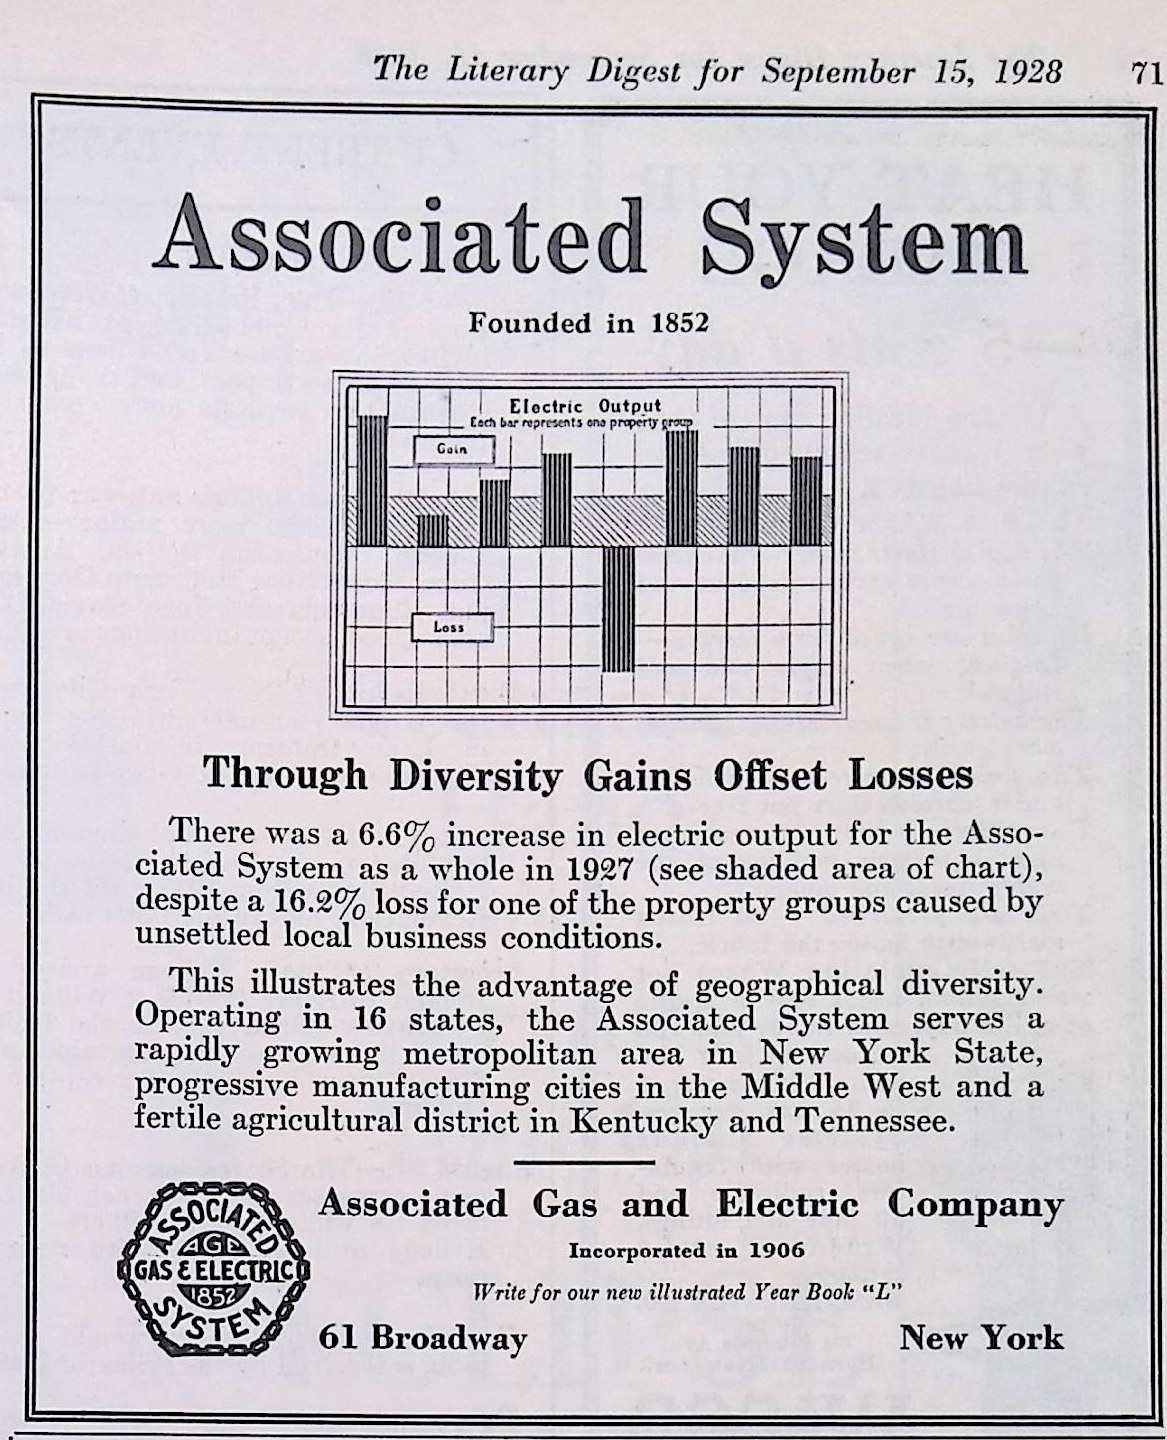 The Literary Digest for September 15, 1928 71
Associated System
Founded in 1852
Electric Output
Each bar represents one property group
Gain
Loss
Through Diversity Gains Offset Losses
There was a 6.6% increase in electric output for the Asso-
ciated System as a whole in 1927 (see shaded area of chart),
despite a 16.2% loss for one of the property groups caused by
unsettled local business conditions.
This illustrates the advantage of geographical diversity.
Operating in 16 states, the Associated System serves a
rapidly growing metropolitan area in New York State,
progressive manufacturing cities in the Middle West and a
fertile agricultural district in Kentucky and Tennessee.
ASSOCIATED
AGE
GAS & ELECTRIC
1852
SYSTEM
Associated Gas and Electric Company
Incorporated in 1906
Write for our new illustrated Year Book "L"
61 Broadway New York